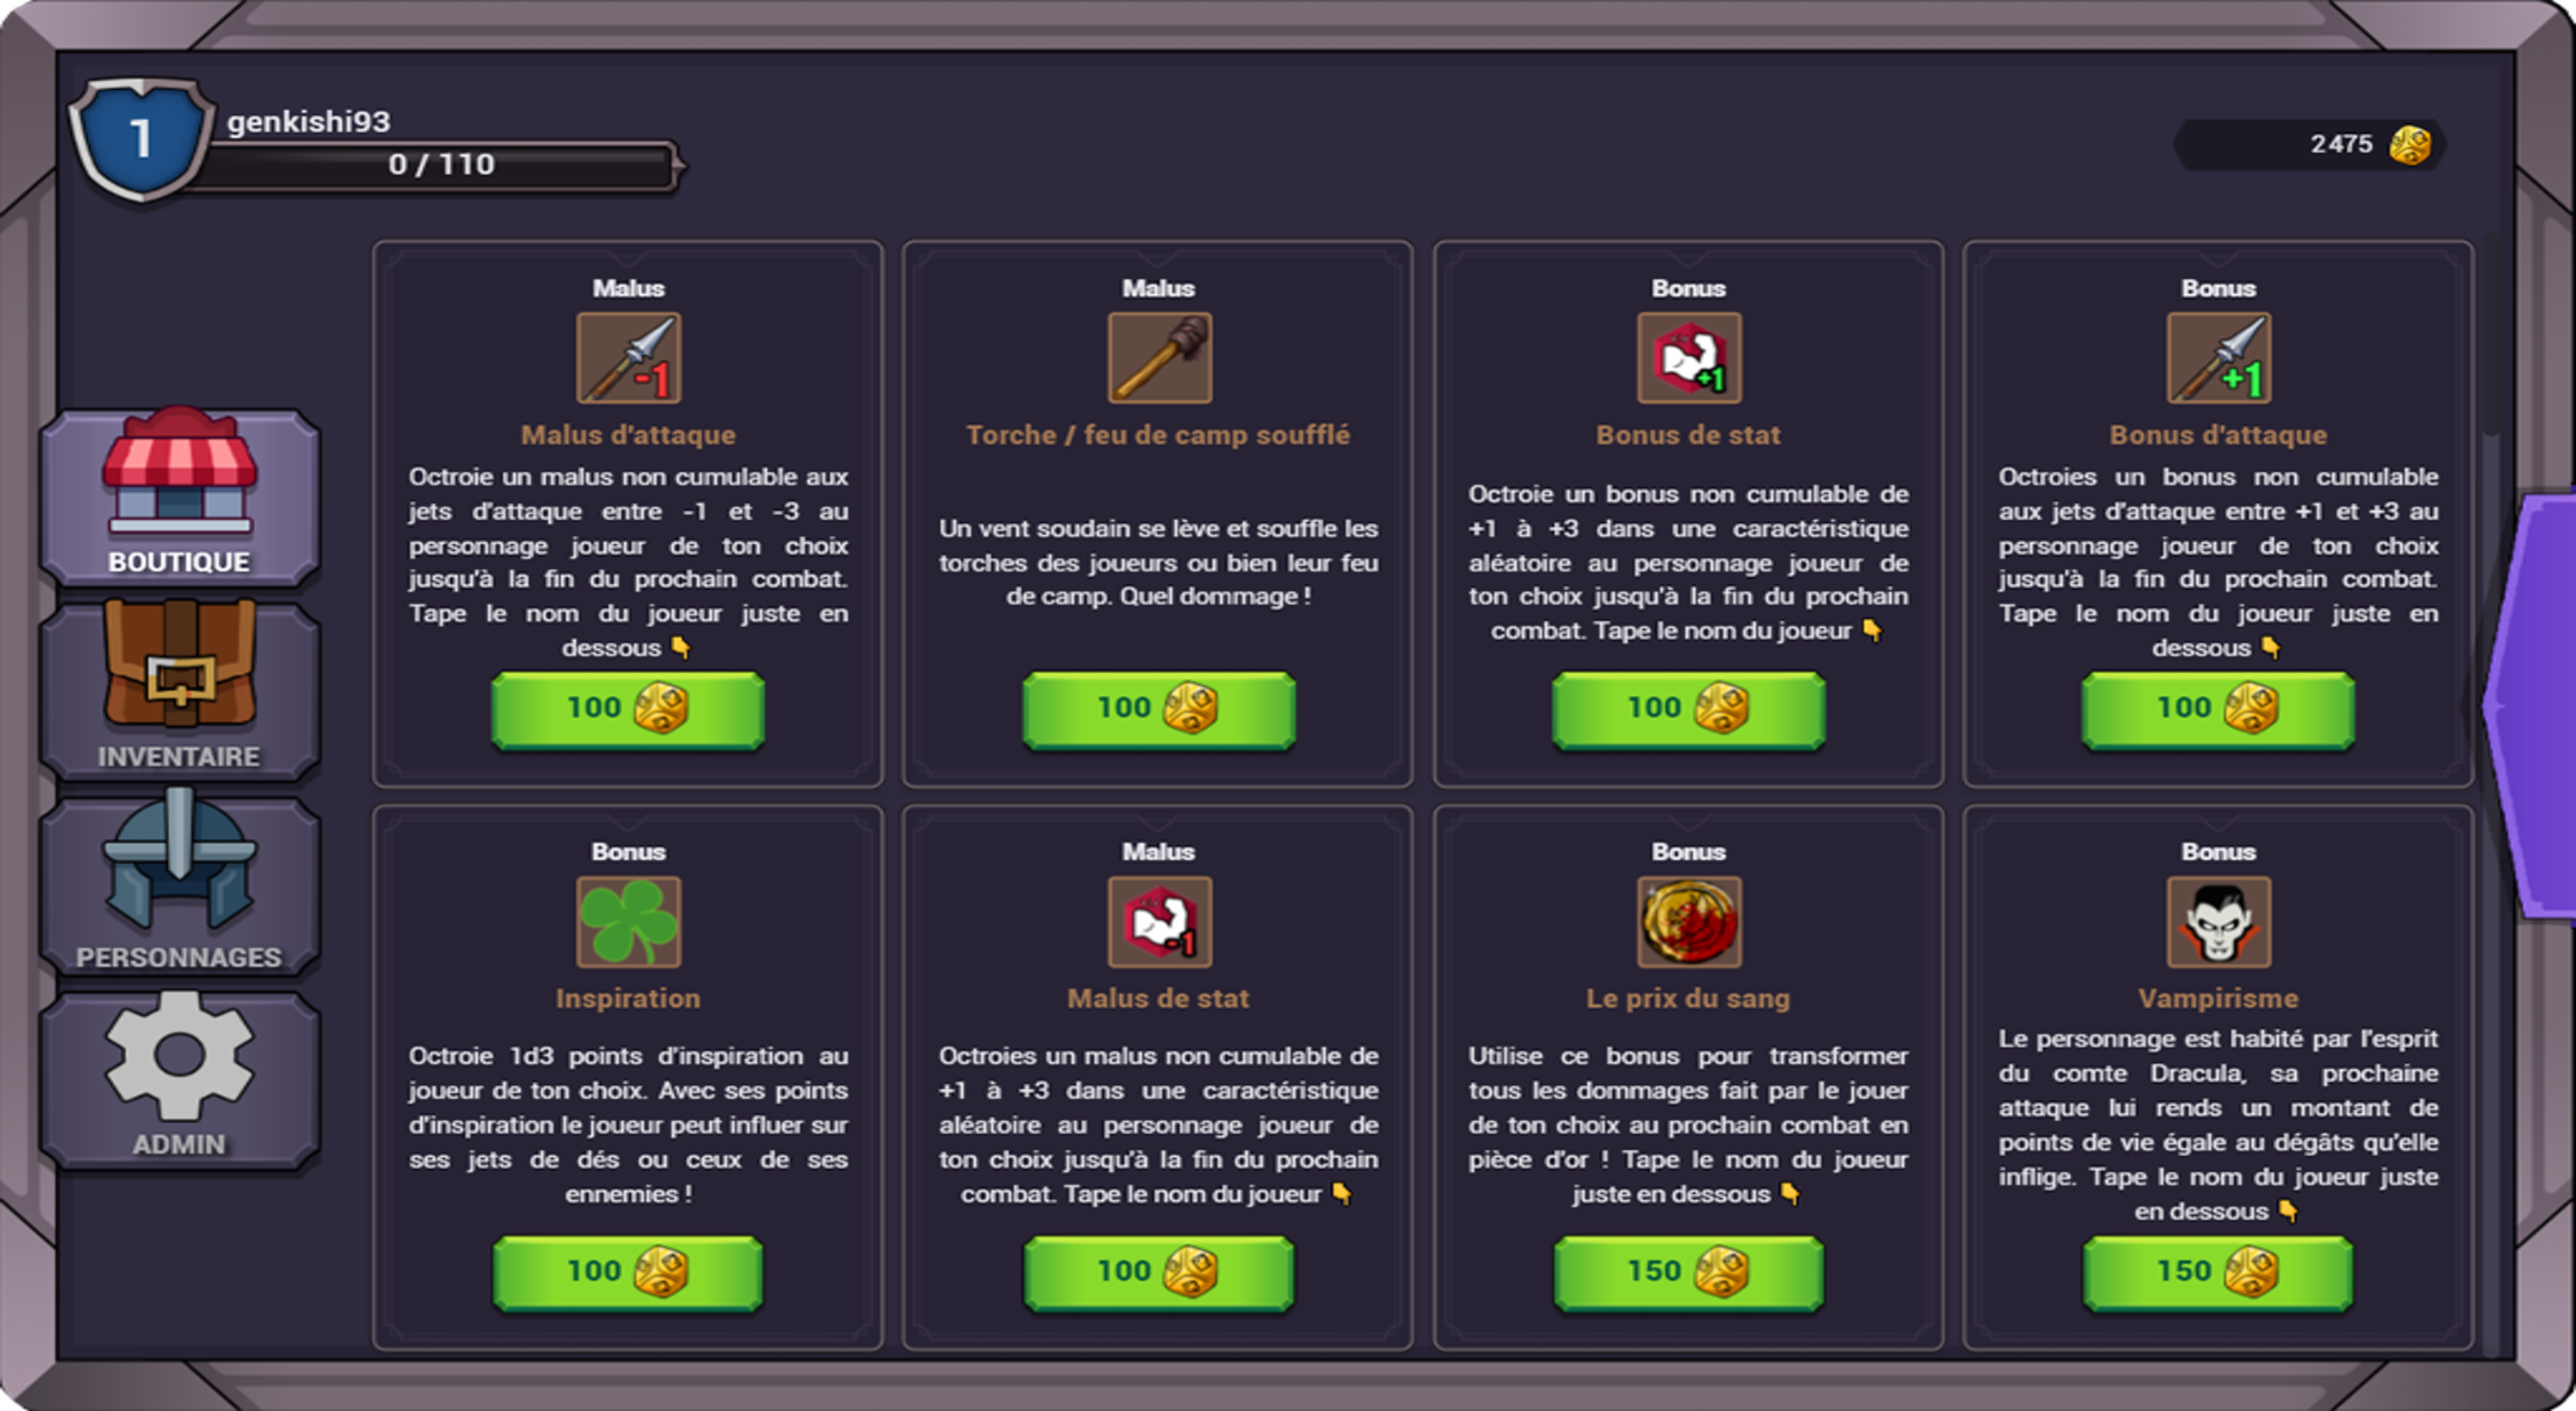 1
genkishi93
0 / 110
2475
BOUTIQUE
INVENTAIRE
PERSONNAGES
ADMIN
Malus
-1
Malus d'attaque
Octroie un malus non cumulable aux
jets d'attaque entre -1 et -3 au
personnage joueur de ton choix
jusqu'à la fin du prochain combat.
Tape le nom du joueur juste en
dessous 👇
100
Malus
Torche / feu de camp soufflé
Un vent soudain se lève et souffle les
torches des joueurs ou bien leur feu
de camp. Quel dommage !
100
Bonus
+1
Bonus de stat
Octroie un bonus non cumulable de
+1 à +3 dans une caractéristique
aléatoire au personnage joueur de
ton choix jusqu'à la fin du prochain
combat. Tape le nom du joueur 👇
100
Bonus
+1
Bonus d'attaque
Octroies un bonus non cumulable
aux jets d'attaque entre +1 et +3 au
personnage joueur de ton choix
jusqu'à la fin du prochain combat.
Tape le nom du joueur juste en
dessous 👇
100
Bonus
Inspiration
Octroie 1d3 points d'inspiration au
joueur de ton choix. Avec ses points
d'inspiration le joueur peut influer sur
ses jets de dés ou ceux de ses
ennemies !
100
Malus
-1
Malus de stat
Octroies un malus non cumulable de
+1 à +3 dans une caractéristique
aléatoire au personnage joueur de
ton choix jusqu'à la fin du prochain
combat. Tape le nom du joueur 👇
100
Bonus
Le prix du sang
Utilise ce bonus pour transformer
tous les dommages fait par le jouer
de ton choix au prochain combat en
pièce d'or ! Tape le nom du joueur
juste en dessous 👇
150
Bonus
Vampirisme
Le personnage est habité par l'esprit
du comte Dracula, sa prochaine
attaque lui rends un montant de
points de vie égale au dégâts qu'elle
inflige. Tape le nom du joueur juste
en dessous 👇
150